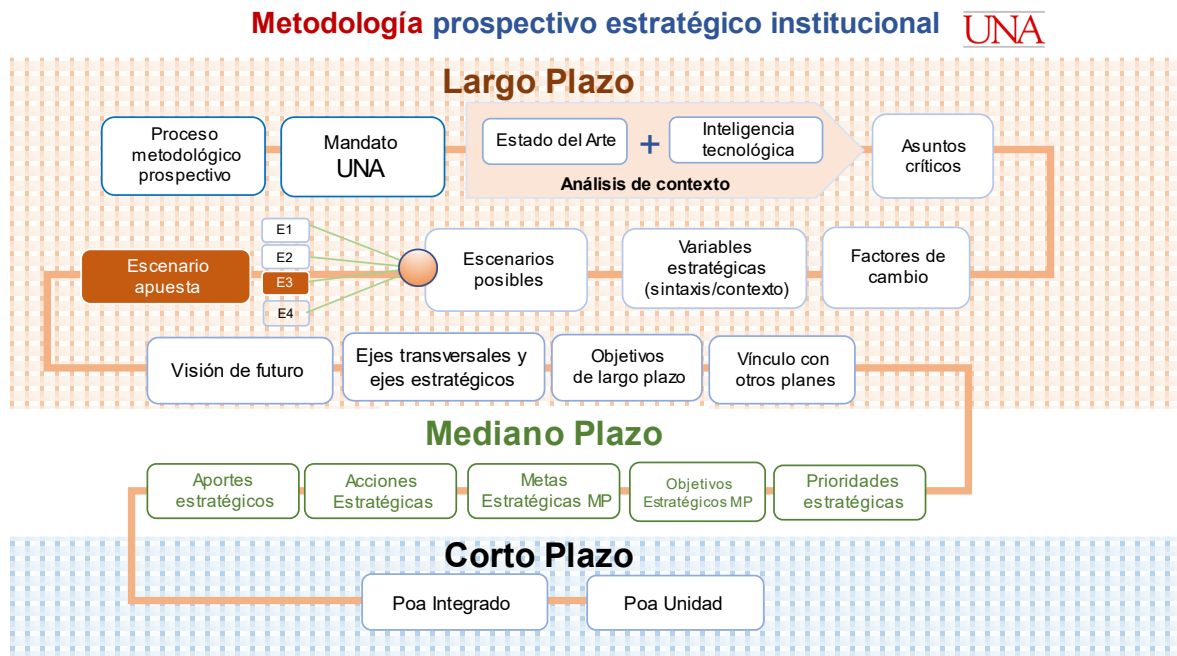 Metodología prospectivo estratégico institucional
UNA
Largo Plazo
Proceso
metodológico
prospectivo
Mandato
UNA
Estado del Arte
+
Inteligencia
tecnológica
Análisis de contexto
Asuntos
críticos
Escenario
apuesta
E1
E2
E3
E4
Escenarios
posibles
Variables
estratégicas
(sintaxis/contexto)
Factores de
cambio
Visión de futuro
Ejes transversales y
ejes estratégicos
Objetivos
de largo plazo
Vínculo con
otros planes
Mediano Plazo
Aportes
estratégicos
Acciones
Estratégicas
Metas
Estratégicas MP
Objetivos
Estratégicos MP
Prioridades
estratégicas
Corto Plazo
Poa Integrado
Poa Unidad